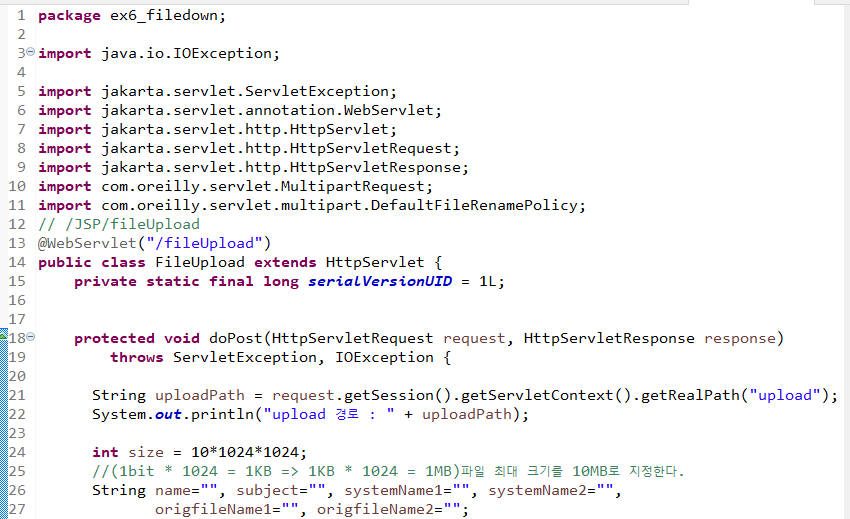 1 package ex6_filedown;
2
3 import java.io.IOException;
4
5 import jakarta.servlet.ServletException;
6 import jakarta.servlet.annotation.WebServlet;
7 import jakarta.servlet.http.HttpServlet;
8 import jakarta.servlet.http.HttpServletRequest;
9 import jakarta.servlet.http.HttpServletResponse;
10 import com.oreilly.servlet.MultipartRequest;
11 import com.oreilly.servlet.multipart.DefaultFileRenamePolicy;
12 // /JSP/fileUpload
13 @WebServlet("/fileUpload")
14 public class FileUpload extends HttpServlet {
15     private static final long serialVersionUID = 1L;
16
17
18     protected void doPost(HttpServletRequest request, HttpServletResponse response)
19         throws ServletException, IOException {
20
21       String uploadPath = request.getSession().getServletContext().getRealPath("upload");
22       System.out.println("upload 경로 : " + uploadPath);
23
24       int size = 10*1024*1024;
25       //(1bit * 1024 = 1KB => 1KB * 1024 = 1MB)파일 최대 크기를 10MB로 지정한다.
26       String name="", subject="", systemName1="", systemName2="",
27              origfileName1="", origfileName2="";